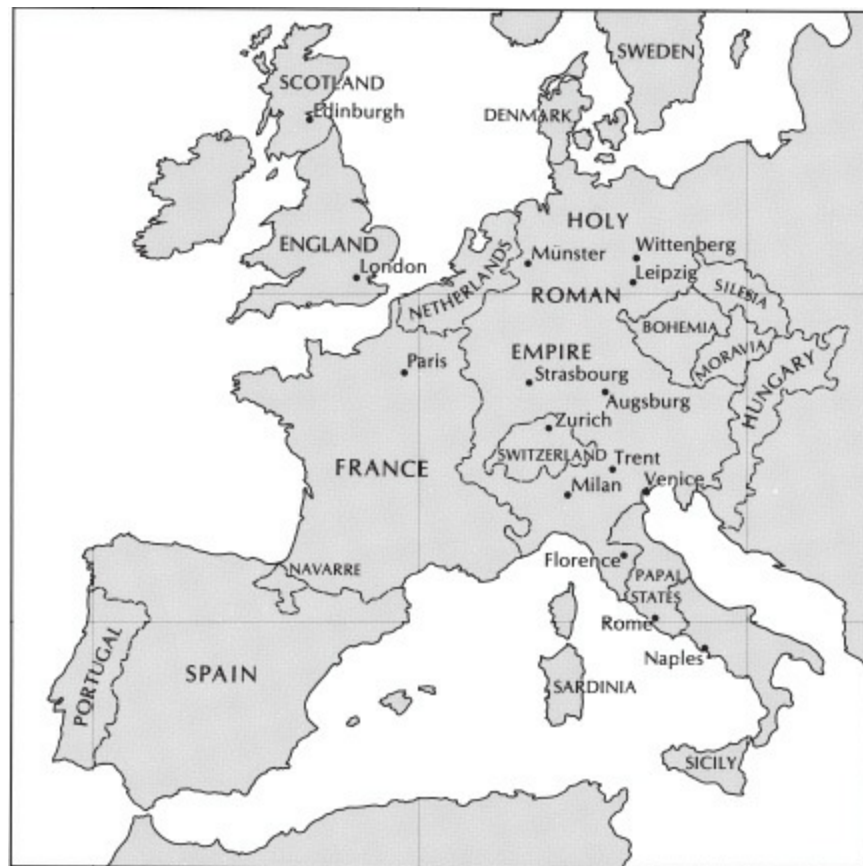 SWEDEN
SCOTLAND
Edinburgh
DENMARK
HOLY
ENGLAND
London
NETHERLANDS
Münster
Wittenberg
Leipzig
ROMAN
SILESIA
BOHEMIA
MORAVIA
HUNGARY
EMPIRE
Paris
Strasbourg
Augsburg
Zurich
SWITZERLAND
FRANCE
Trent
Milan
Venice
NAVARRE
Florence
PAPAL
STATES
Rome
Naples
PORTUGAL
SPAIN
SARDINIA
SICILY